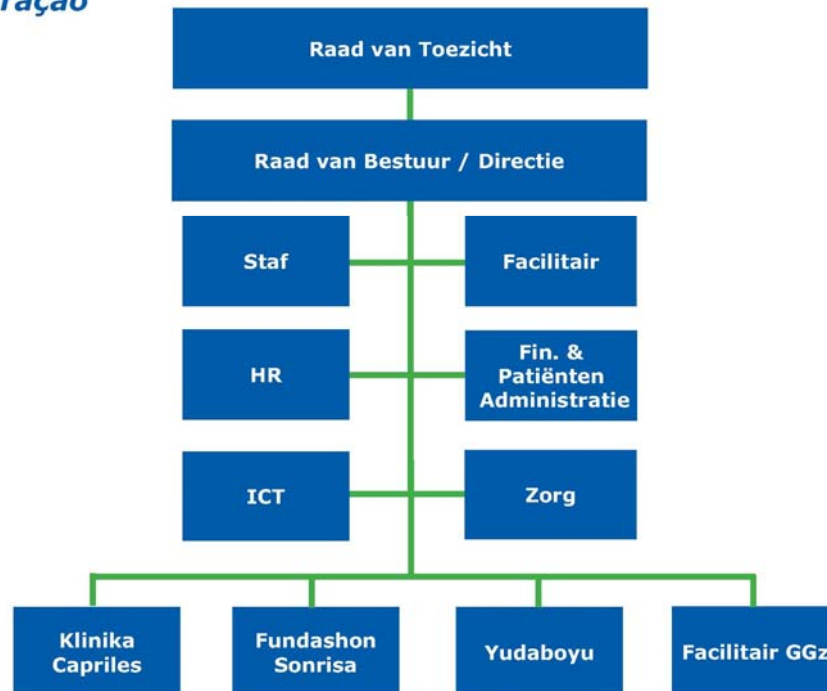 Raad van Toezicht
Raad van Bestuur / Directie
Staf
Facilitair
HR
Fin. &
Patiënten
Administratie
ICT
Zorg
Klinika
Capriles
Fundashon
Sonrisa
Yudaboyu
Facilitair GGz